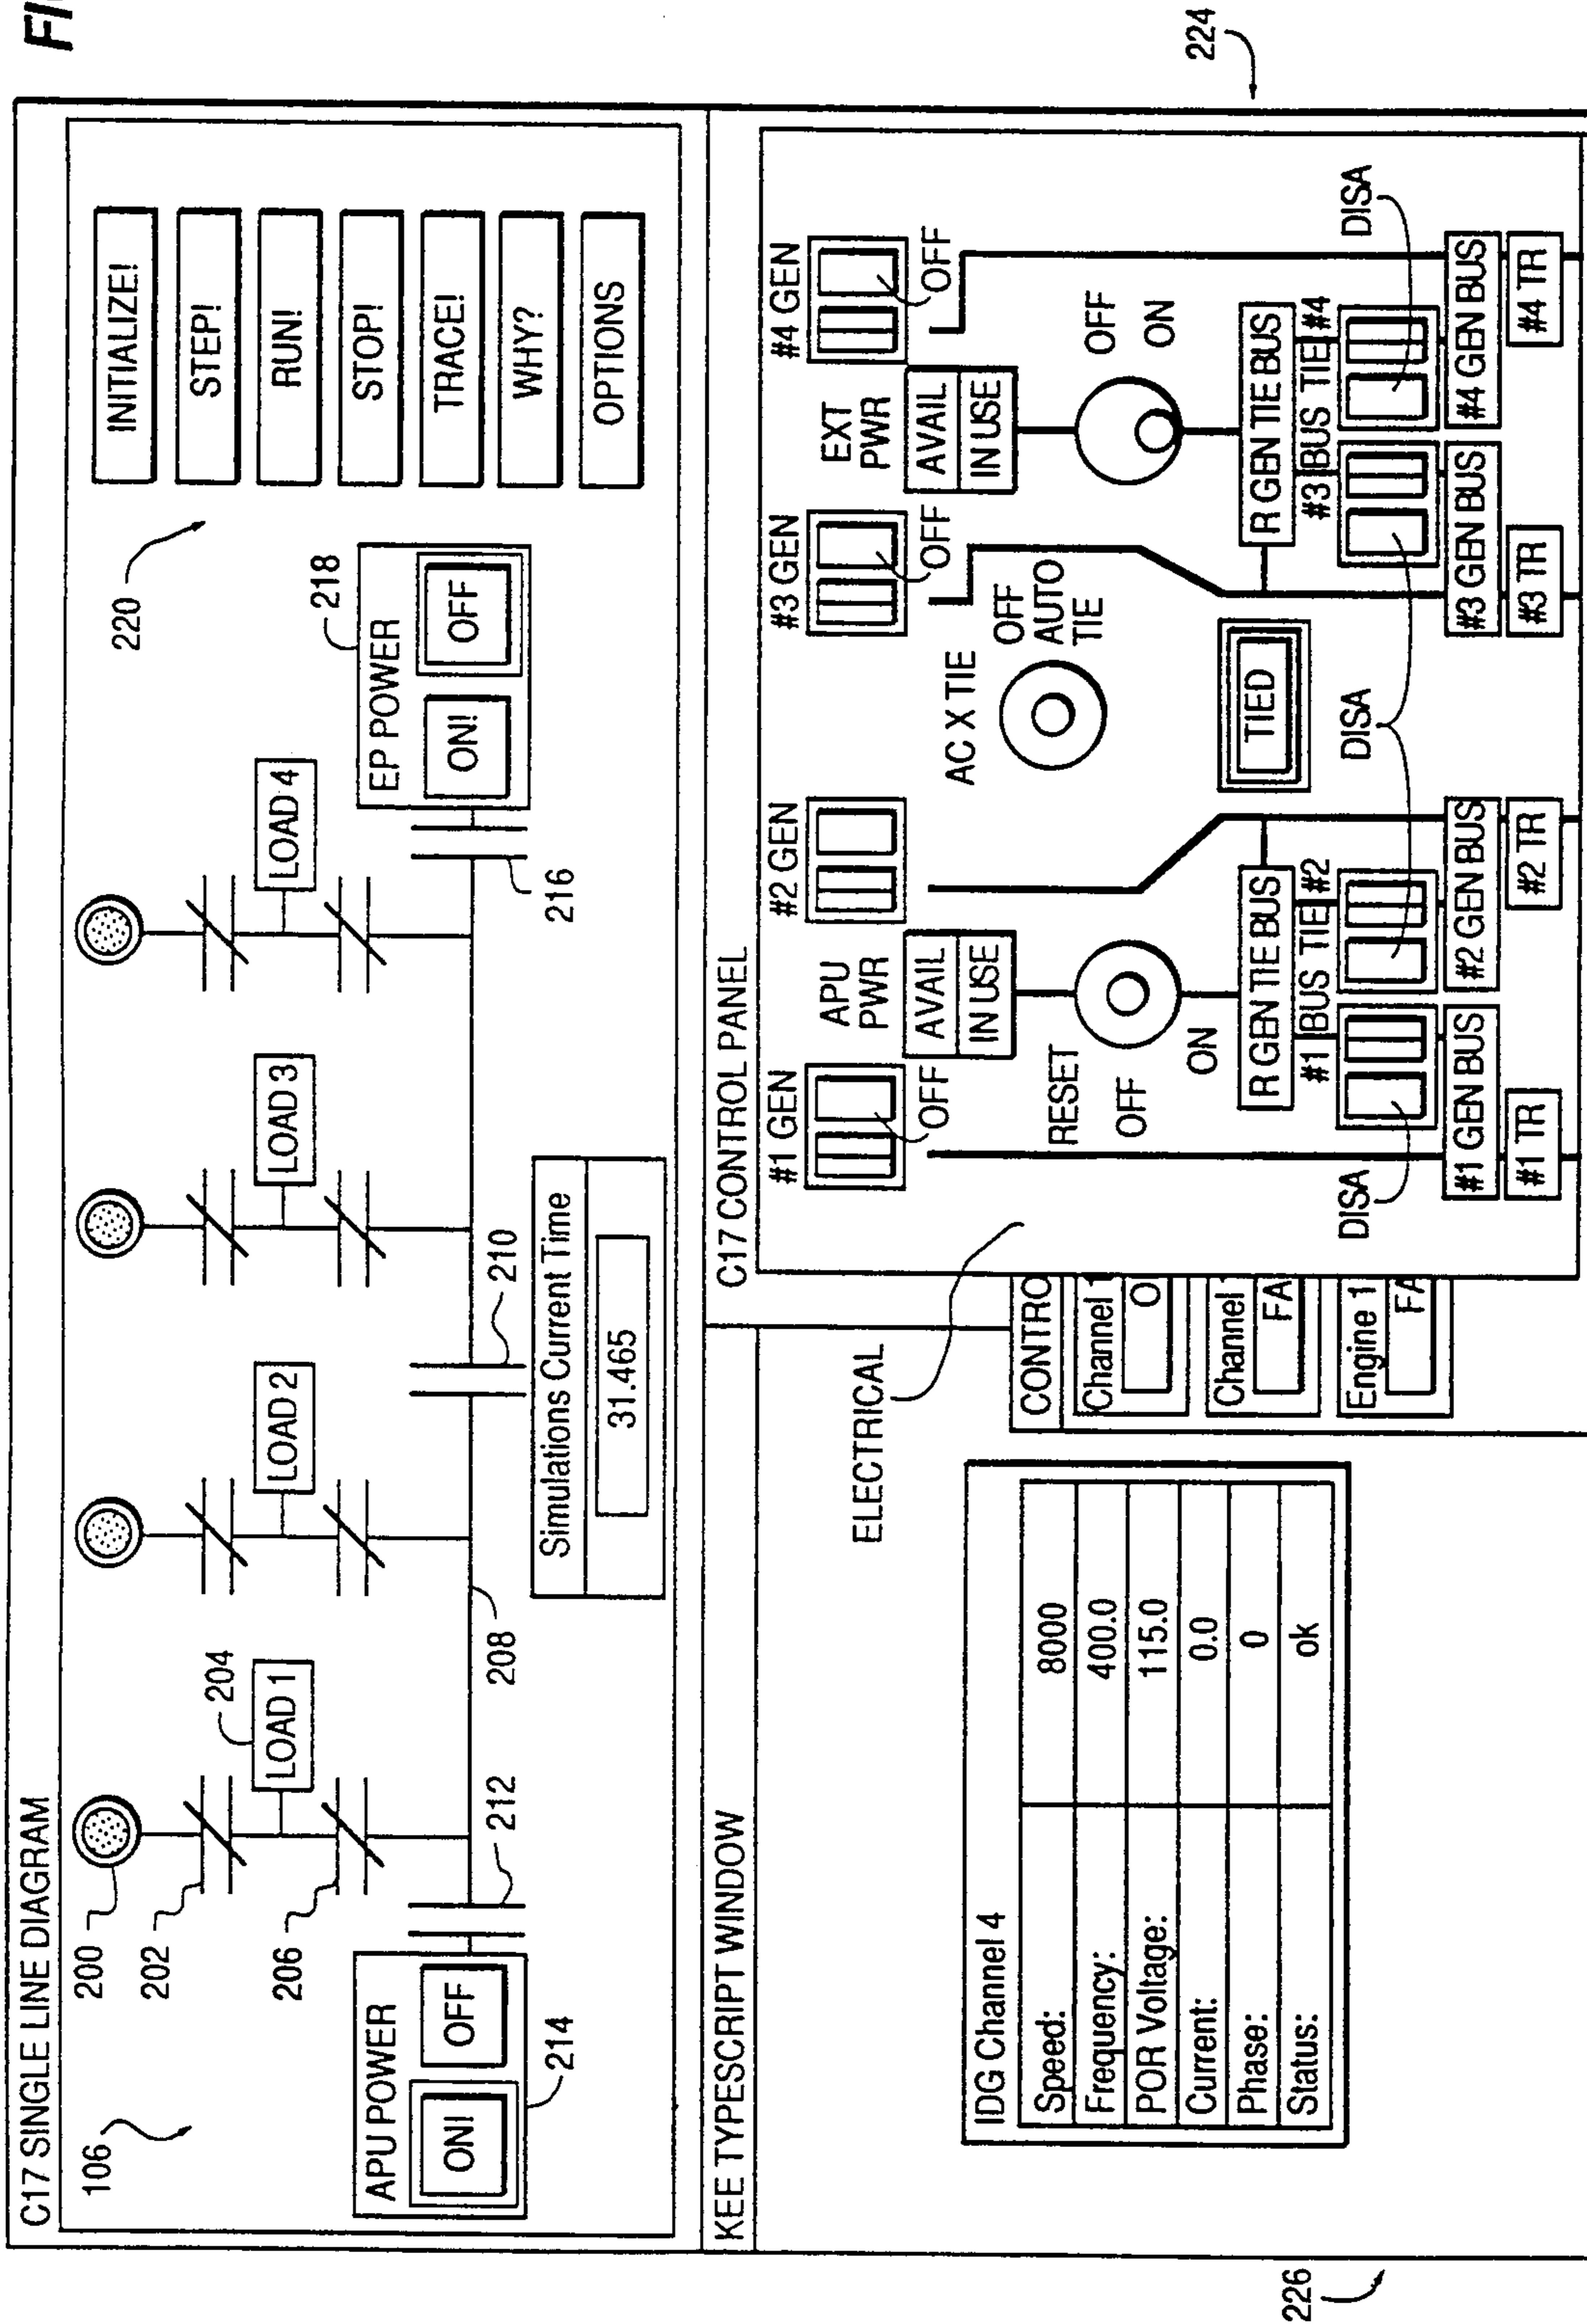 FI
C17 SINGLE LINE DIAGRAM
106
200
202
206
204
LOAD 1
LOAD 2
LOAD 3
LOAD 4
220
INITIALIZE!
STEP!
RUN!
STOP!
TRACE!
WHY?
OPTIONS
APU POWER
ON!
OFF
214
212
208
210
216
EP POWER
ON!
OFF
218
Simulations Current Time
31.465
KEE TYPESCRIPT WINDOW
IDG Channel 4
Speed: 8000
Frequency: 400.0
POR Voltage: 115.0
Current: 0.0
Phase: 0
Status: ok
226
ELECTRICAL
CONTRO
Channel 1
O
Channel
FA
Engine 1
FA
C17 CONTROL PANEL
224
#1 GEN
OFF
#2 GEN
#3 GEN
OFF
#4 GEN
OFF
APU
PWR
AVAIL
IN USE
RESET
OFF
ON
AC X TIE
OFF
AUTO
TIE
TIED
EXT
PWR
AVAIL
IN USE
OFF
ON
R GEN TIE BUS
#1 BUS TIE #2
R GEN TIE BUS
#3 BUS TIE #4
DISA
DISA
DISA
#1 GEN BUS
#2 GEN BUS
#3 GEN BUS
#4 GEN BUS
#1 TR
#2 TR
#3 TR
#4 TR